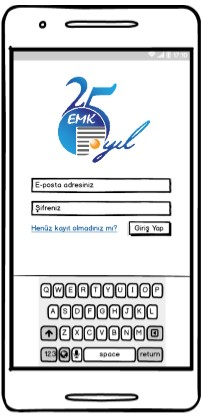 25
EMK
yıl
E-posta adresiniz
Şifreniz
Henüz kayıt olmadınız mı? Giriş Yap
Q W E R T Y U I O P
A S D F G H J K L
Z X C V B N M
123 space return